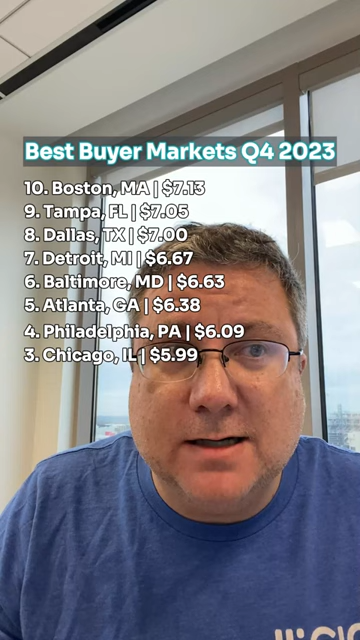 Best Buyer Markets Q4 2023
10. Boston, MA | $7.13
9. Tampa, FL | $7.05
8. Dallas, TX | $7.00
7. Detroit, MI | $6.67
6. Baltimore, MD | $6.63
5. Atlanta, GA | $6.38
4. Philadelphia, PA | $6.09
3. Chicago, IL | $5.99